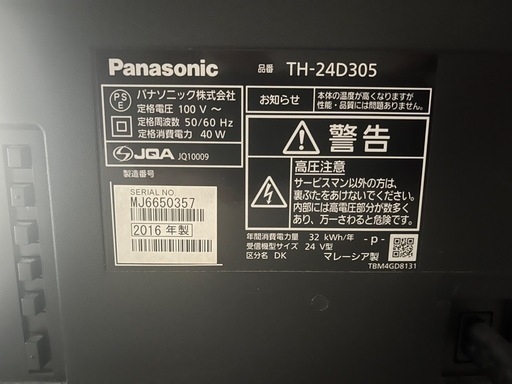 Panasonic
品番 TH-24D305
PS
E
パナソニック株式会社
定格電圧 100 V ～
定格周波数 50/60 Hz
定格消費電力 40 W
JQA JQ10009
製造番号
SERIAL NO
MJ6650357
2016 年製
お知らせ
本体の温度が高くなりますが
性能・品質には問題ありません。
警告
高圧注意
サービスマン以外の方は、
裏ぶたをあけないでください。
内部には高電圧部分が数多く
あり、万一さわると危険です。
年間消費電力量 32 kWh/年
受信機型サイズ 24 V型
区分名 DK
-p-
マレーシア製
TBM4GD8131